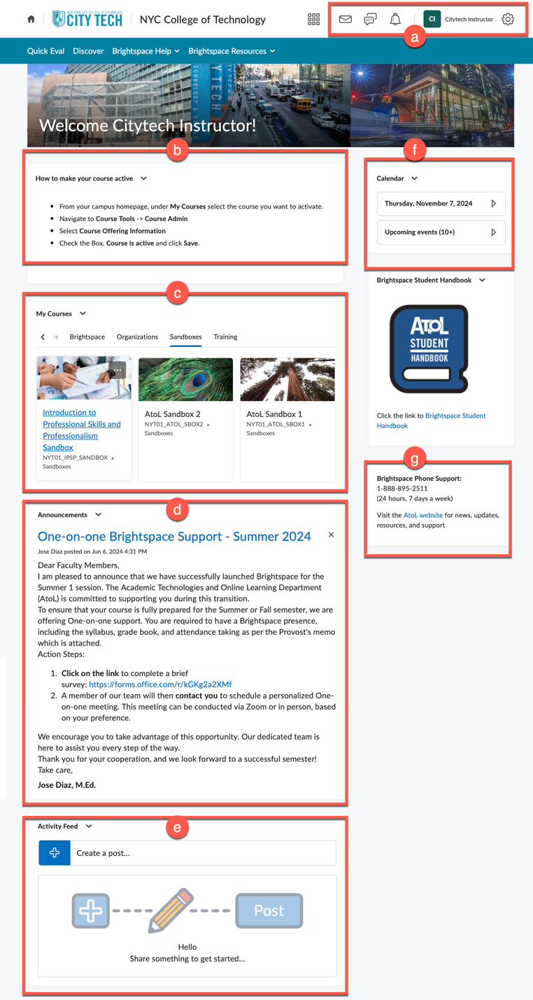 NEW YORK CITY COLLEGE OF TECHNOLOGY
CITY TECH
NYC College of Technology
CI
Citytech Instructor
a
Quick Eval
Discover
Brightspace Help
Brightspace Resources
CITY TECH
Welcome Citytech Instructor!
b
How to make your course active
• From your campus homepage, under My Courses select the course you want to activate.
• Navigate to Course Tools -> Course Admin
• Select Course Offering Information
• Check the Box, Course is active and click Save.
c
My Courses
m
Brightspace
Organizations
Sandboxes
Training
...
Introduction to
Professional Skills and
Professionalism
Sandbox
NYT01_IPSP_SANDBOX •
Sandboxes
AtoL Sandbox 2
NYT01_ATOL_SBOX2 •
Sandboxes
AtoL Sandbox 1
NYT01_ATOL_SBOX1 •
Sandboxes
d
Announcements
One-on-one Brightspace Support - Summer 2024
Jose Diaz posted on Jun 6, 2024 4:31 PM
Dear Faculty Members,
I am pleased to announce that we have successfully launched Brightspace for the
Summer 1 session. The Academic Technologies and Online Learning Department
(AtoL) is committed to supporting you during this transition.
To ensure that your course is fully prepared for the Summer or Fall semester, we are
offering One-on-one support. You are required to have a Brightspace presence,
including the syllabus, grade book, and attendance taking as per the Provost's memo
which is attached.
Action Steps:
1. Click on the link to complete a brief
survey: https://forms.office.com/r/kGKg2a2XMf
2. A member of our team will then contact you to schedule a personalized One-
on-one meeting. This meeting can be conducted via Zoom or in person, based
on your preference.
We encourage you to take advantage of this opportunity. Our dedicated team is
here to assist you every step of the way.
Thank you for your cooperation, and we look forward to a successful semester!
Take care,
Jose Diaz, M.Ed.
e
Activity Feed
Create a post...
Post
Hello
Share something to get started...
f
Calendar
Thursday, November 7, 2024
Upcoming events (10+)
Brightspace Student Handbook
ATOL
STUDENT
HANDBOOK
Click the link to Brightspace Student
Handbook
g
Brightspace Phone Support:
1-888-895-2511
(24 hours, 7 days a week)
Visit the AtoL website for news, updates,
resources, and support